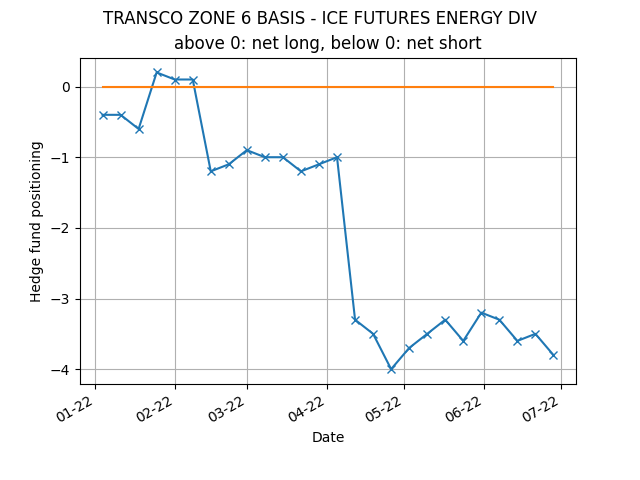 TRANSCO ZONE 6 BASIS - ICE FUTURES ENERGY DIV
above 0: net long, below 0: net short
Hedge fund positioning
0
−1
−2
−3
−4
01-22 02-22 03-22 04-22 05-22 06-22 07-22
Date